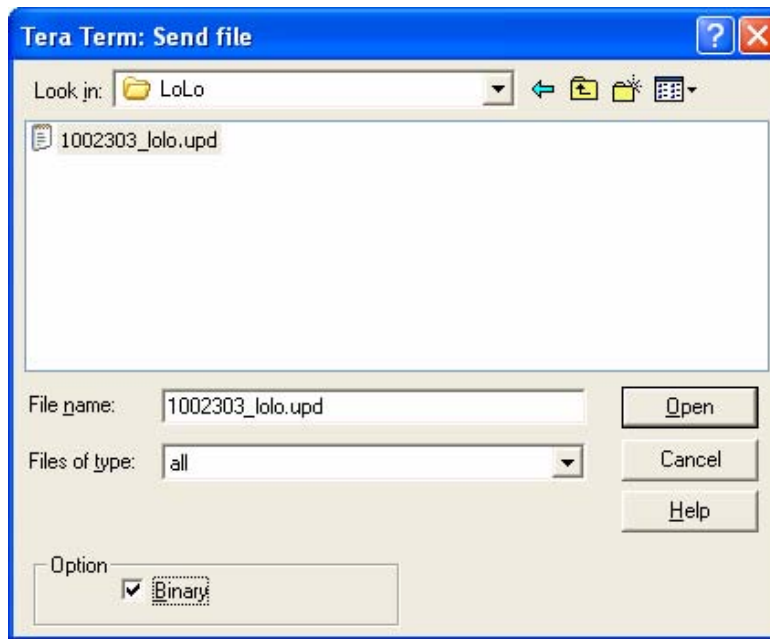 Tera Term: Send file
Look in: LoLo
1002303_lolo.upd
File name: 1002303_lolo.upd Open
Files of type: all Cancel
Help
Option
Binary